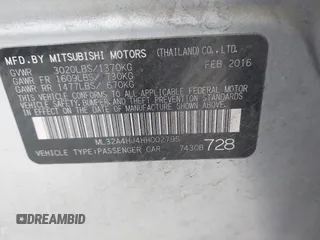 MFD.BY MITSUBISHI MOTORS (THAILAND) CO., LTD.
GVWR 3020LBS/1370KG FEB 2016
GAWR FR 1609LBS/ 730KG
GAWR RR 1477LBS/ 670KG
THIS VEHICLE CONFORMS TO ALL APPLICABLE
FEDERAL MOTOR VEHICLE SAFETY, BUMPER, AND
THEFT PREVENTION STANDARDS IN EFFECT ON
THE DATE OF MANUFACTURE SHOWN ABOVE.
VEHICLE TYPE:PASSENGER CAR 7430B 728
DREAMBID